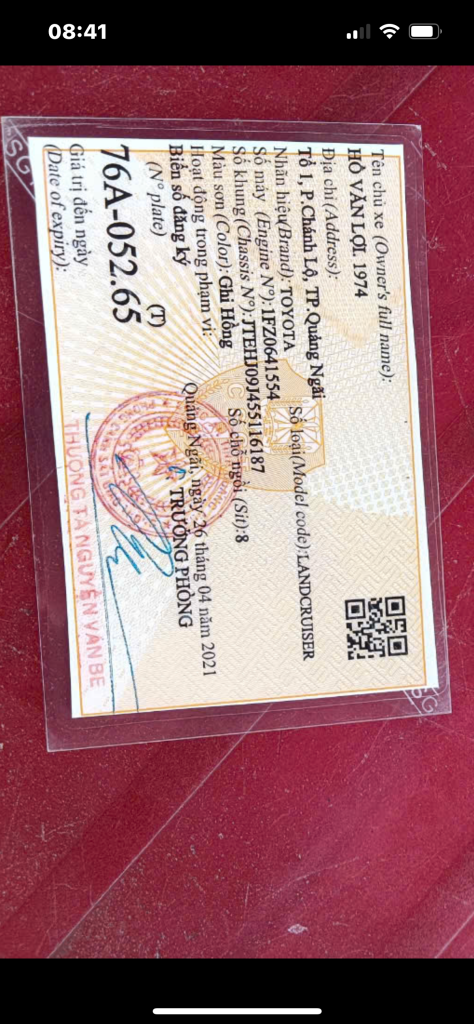 08:41
Tên chủ xe (Owner's full name):
HỒ VĂN LỢI. 1974
Địa chỉ(Address):
Tổ 1, P.Chánh Lộ, TP.Quảng Ngãi
Nhãn hiệu(Brand): TOYOTA Số loại(Model code):LANDCRUISER
Số máy (Engine Nº):1FZ0641554
Số khung (Chassis Nº):JTEHJ09J455116187
Màu sơn (Color): Ghi Hồng Số chỗ ngồi (Sit):8
Hoạt động trong phạm vi:
Biển số đăng ký Quảng Ngãi, ngày 26 tháng 04 năm 2021
(Nº plate) TRƯỞNG PHÒNG
76A-052.65 (T)
Giá trị đến ngày
(Date of expiry):
THƯỢNG TÁ NGUYỄN VĂN BE